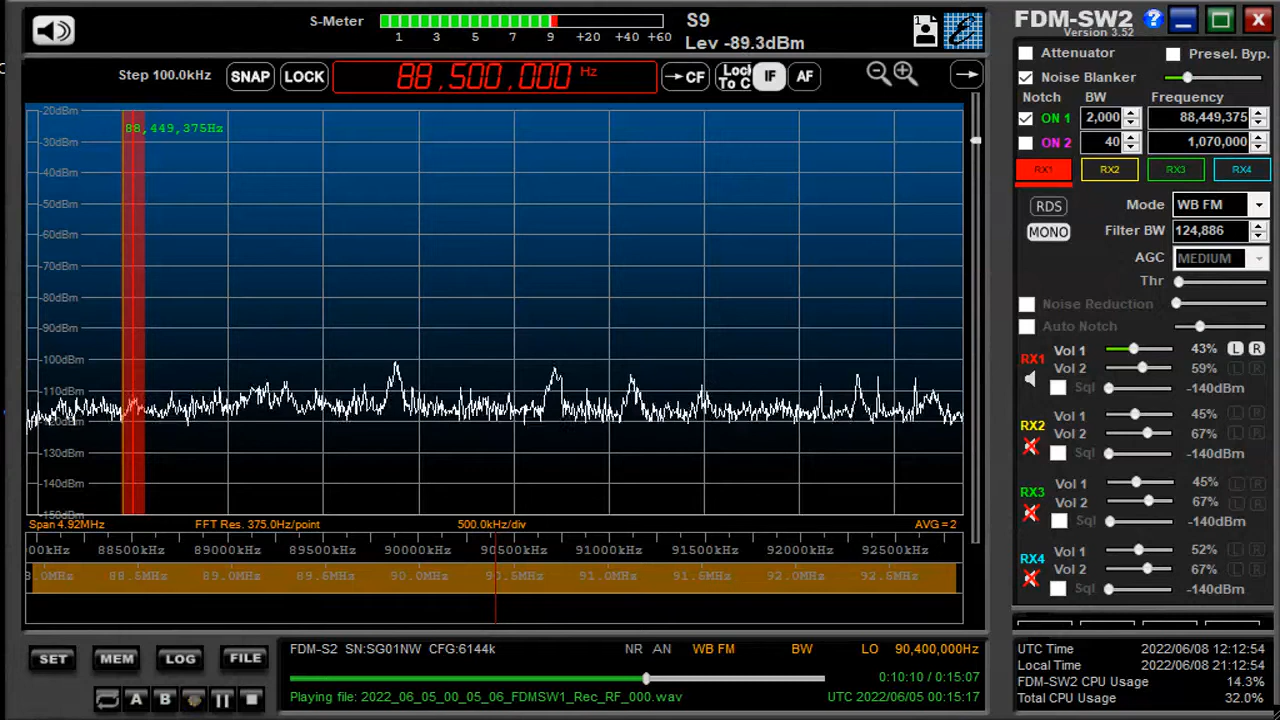 S-Meter
1 3 5 7 9 +20 +40 +60
S9
Lev -89.3dBm
FDM-SW2
Version 3.52
Step 100.0kHz
SNAP LOCK
88,500,000 Hz
→CF
Lock
To C
IF AF
-20dBm
88,449,375Hz
-30dBm
-40dBm
-50dBm
-60dBm
-70dBm
-80dBm
-90dBm
-100dBm
-110dBm
-120dBm
-130dBm
-140dBm
-150dBm
Span 4.92MHz FFT Res. 375.0Hz/point 500.0kHz/div AVG = 2
00kHz 88500kHz 89000kHz 89500kHz 90000kHz 90500kHz 91000kHz 91500kHz 92000kHz 92500kHz
8.0MHz 88.5MHz 89.0MHz 89.5MHz 90.0MHz 90.5MHz 91.0MHz 91.5MHz 92.0MHz 92.5MHz
Attenuator Presel. Byp.
Noise Blanker
Notch BW Frequency
ON 1 2,000 88,449,375
ON 2 40 1,070,000
RX1 RX2 RX3 RX4
RDS Mode WB FM
MONO Filter BW 124,886
AGC MEDIUM
Thr
Noise Reduction
Auto Notch
RX1
Vol 1 43% L R
Vol 2 59% L R
Sql -140dBm
RX2
Vol 1 45% L R
Vol 2 67% L R
Sql -140dBm
RX3
Vol 1 45% L R
Vol 2 67% L R
Sql -140dBm
RX4
Vol 1 52% L R
Vol 2 67% L R
Sql -140dBm
SET MEM LOG FILE
A B
FDM-S2 SN:SG01NW CFG:6144k NR AN WB FM BW LO 90,400,000Hz
0:10:10 / 0:15:07
Playing file: 2022_06_05_00_05_06_FDMSW1_Rec_RF_000.wav UTC 2022/06/05 00:15:17
UTC Time 2022/06/08 12:12:54
Local Time 2022/06/08 21:12:54
FDM-SW2 CPU Usage 14.3%
Total CPU Usage 32.0%